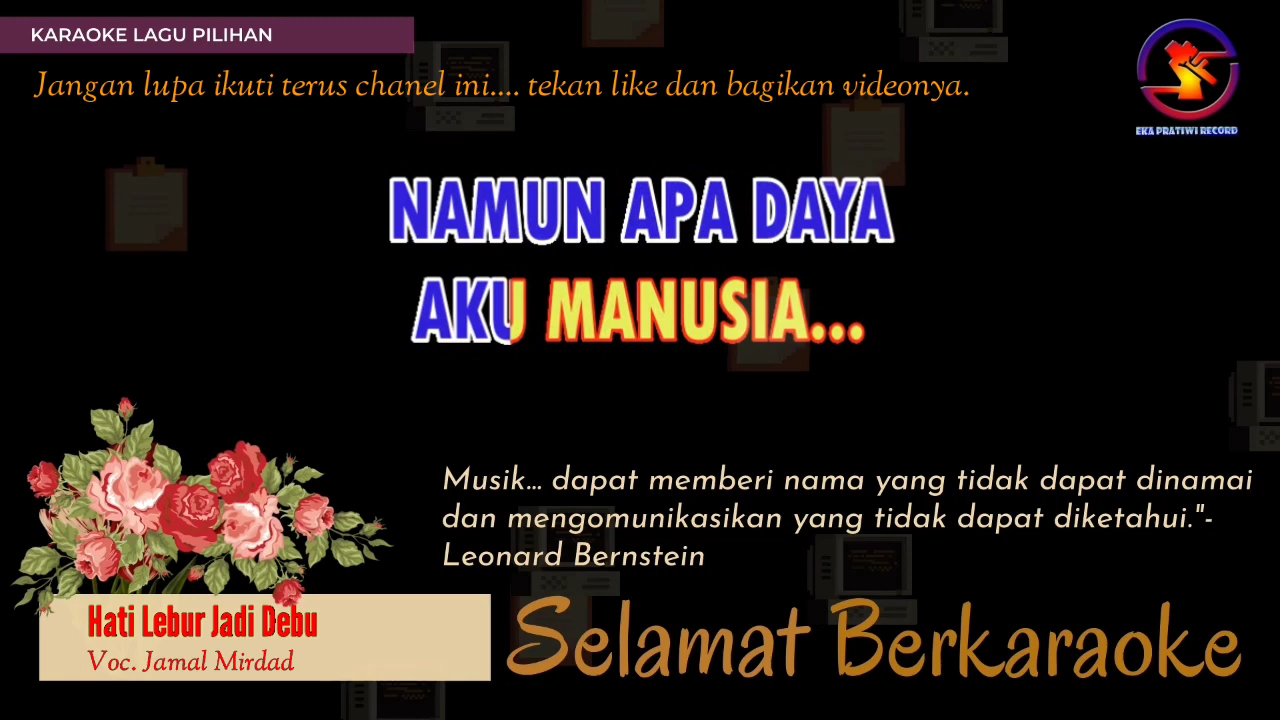 KARAOKE LAGU PILIHAN
Jangan lupa ikuti terus chanel ini.... tekan like dan bagikan videonya.
EKA PRATIWI RECORD
NAMUN APA DAYA
AKU MANUSIA...
Musik... dapat memberi nama yang tidak dapat dinamai
dan mengomunikasikan yang tidak dapat diketahui."-
Leonard Bernstein
Hati Lebur Jadi Debu
Voc. Jamal Mirdad
Selamat Berkaraoke